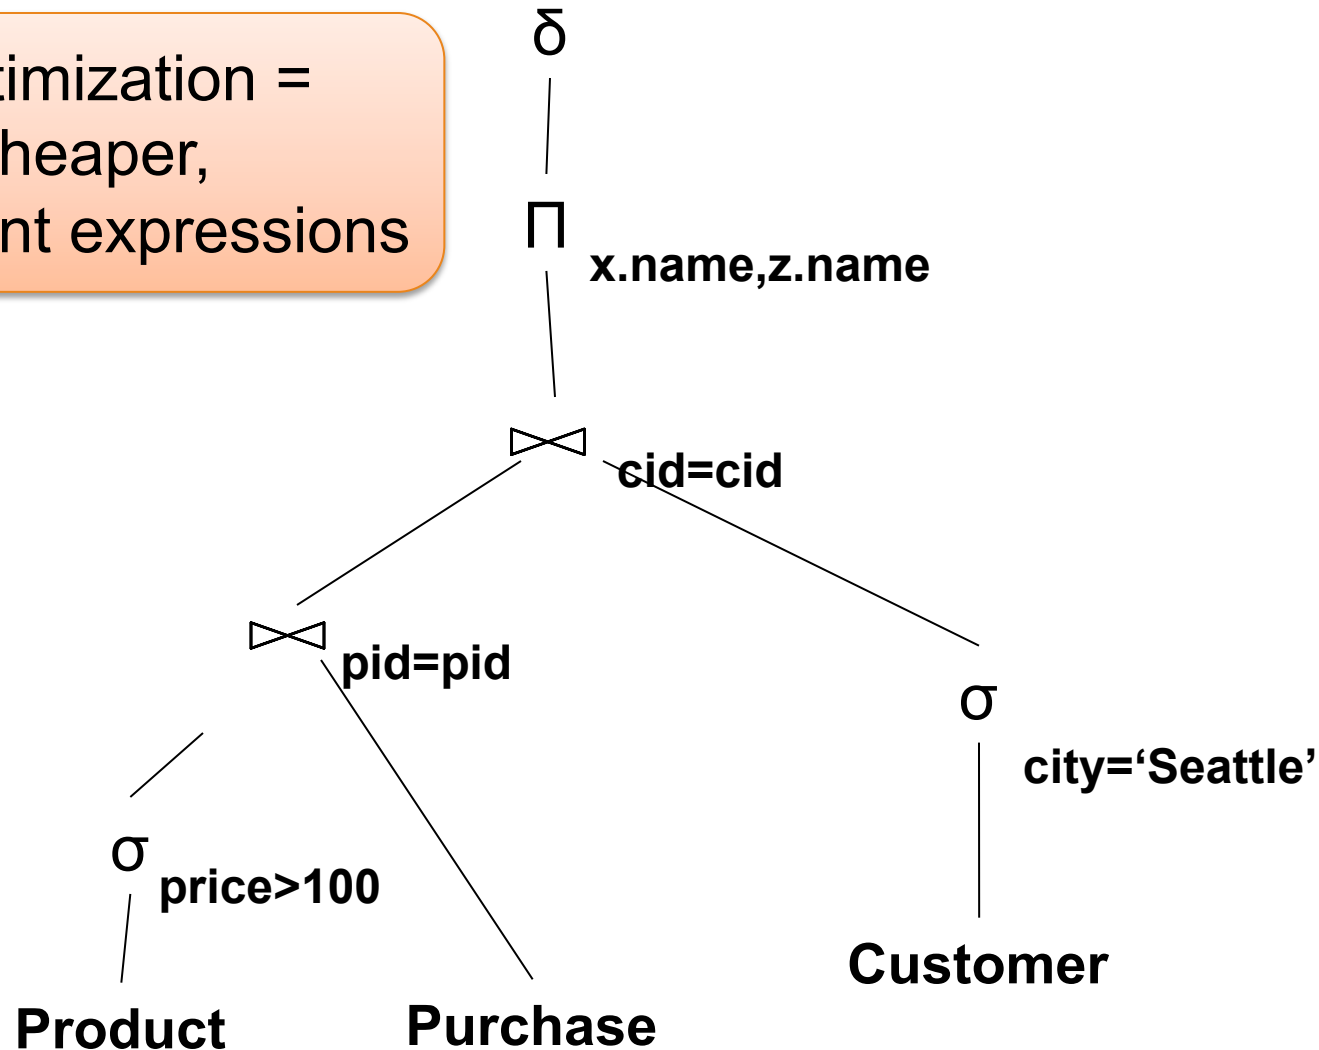 δ
timization =
heaper,
nt expressions
Π
x.name,z.name
⋈
cid=cid
⋈
pid=pid
σ
city=‘Seattle’
σ
price>100
Customer
Product
Purchase